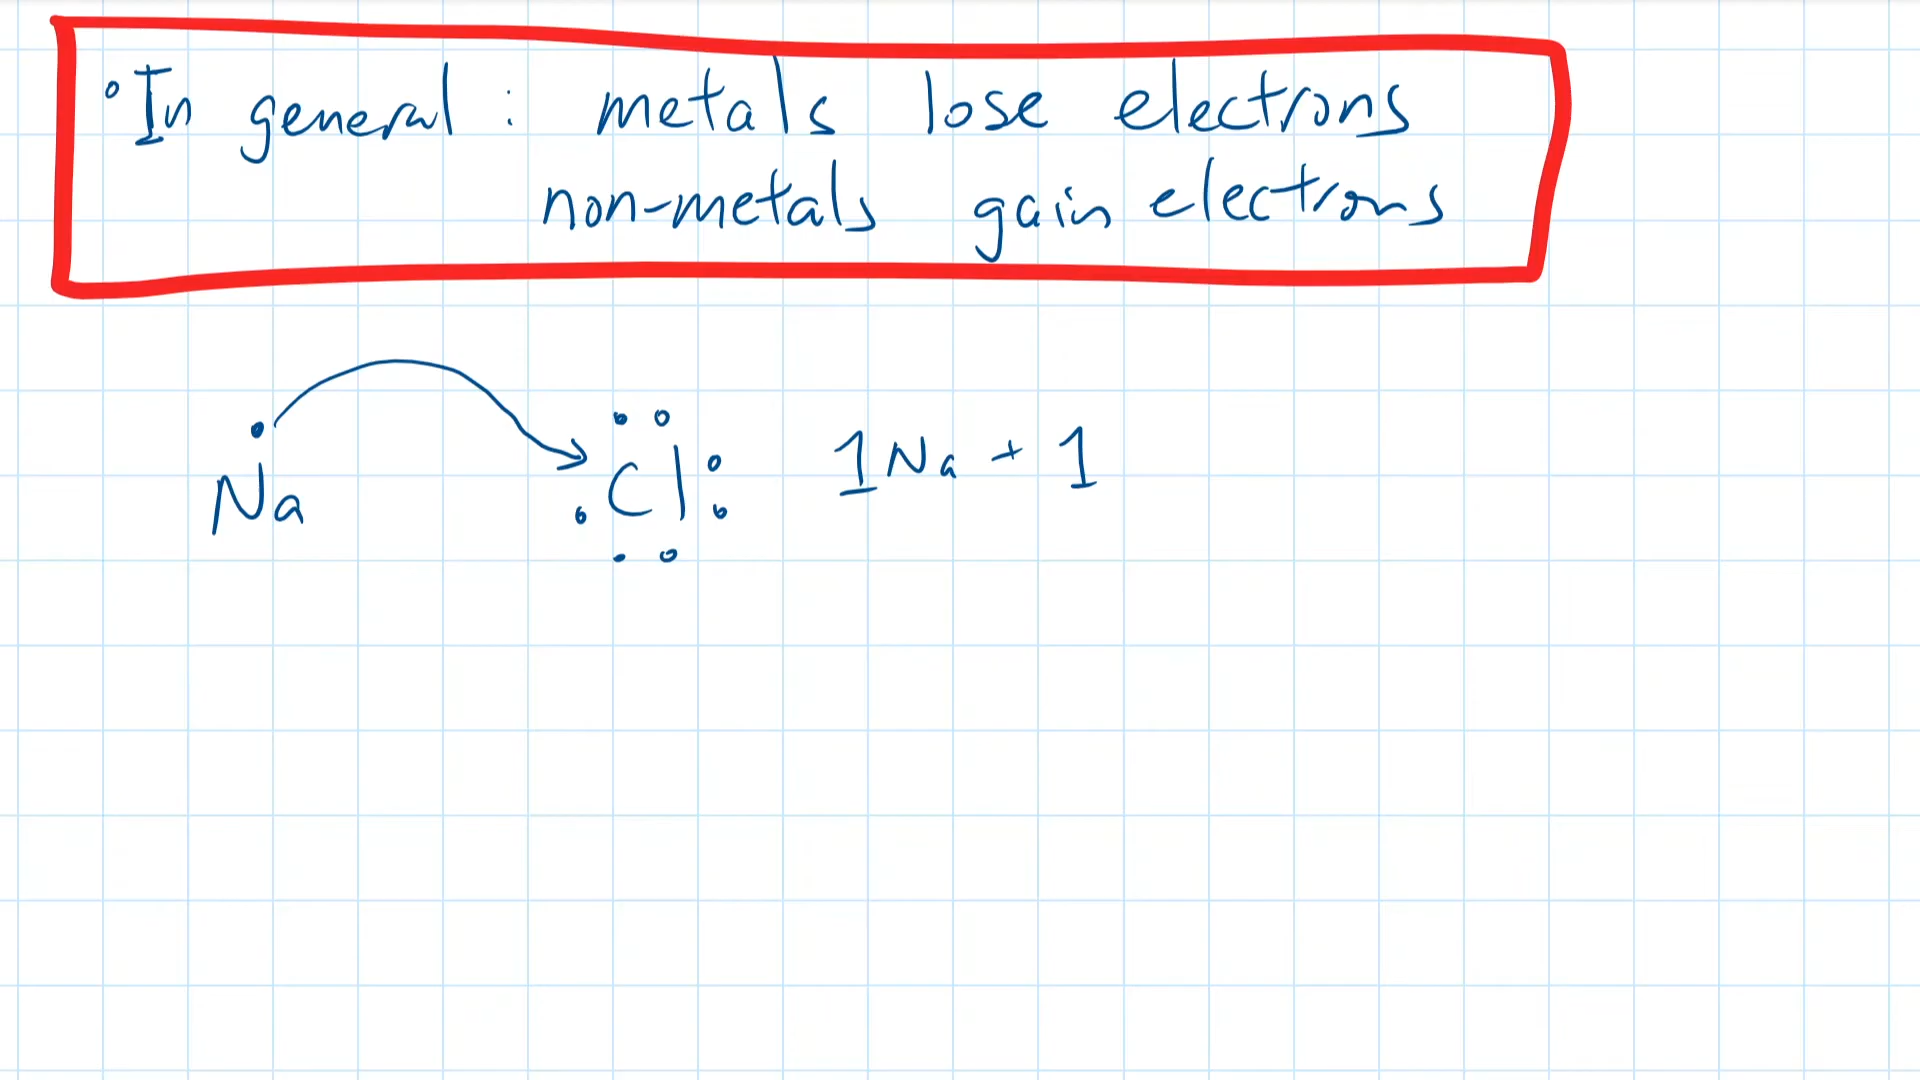 °In general : metals lose electrons
non-metals gain electrons
Na Cl 1Na + 1